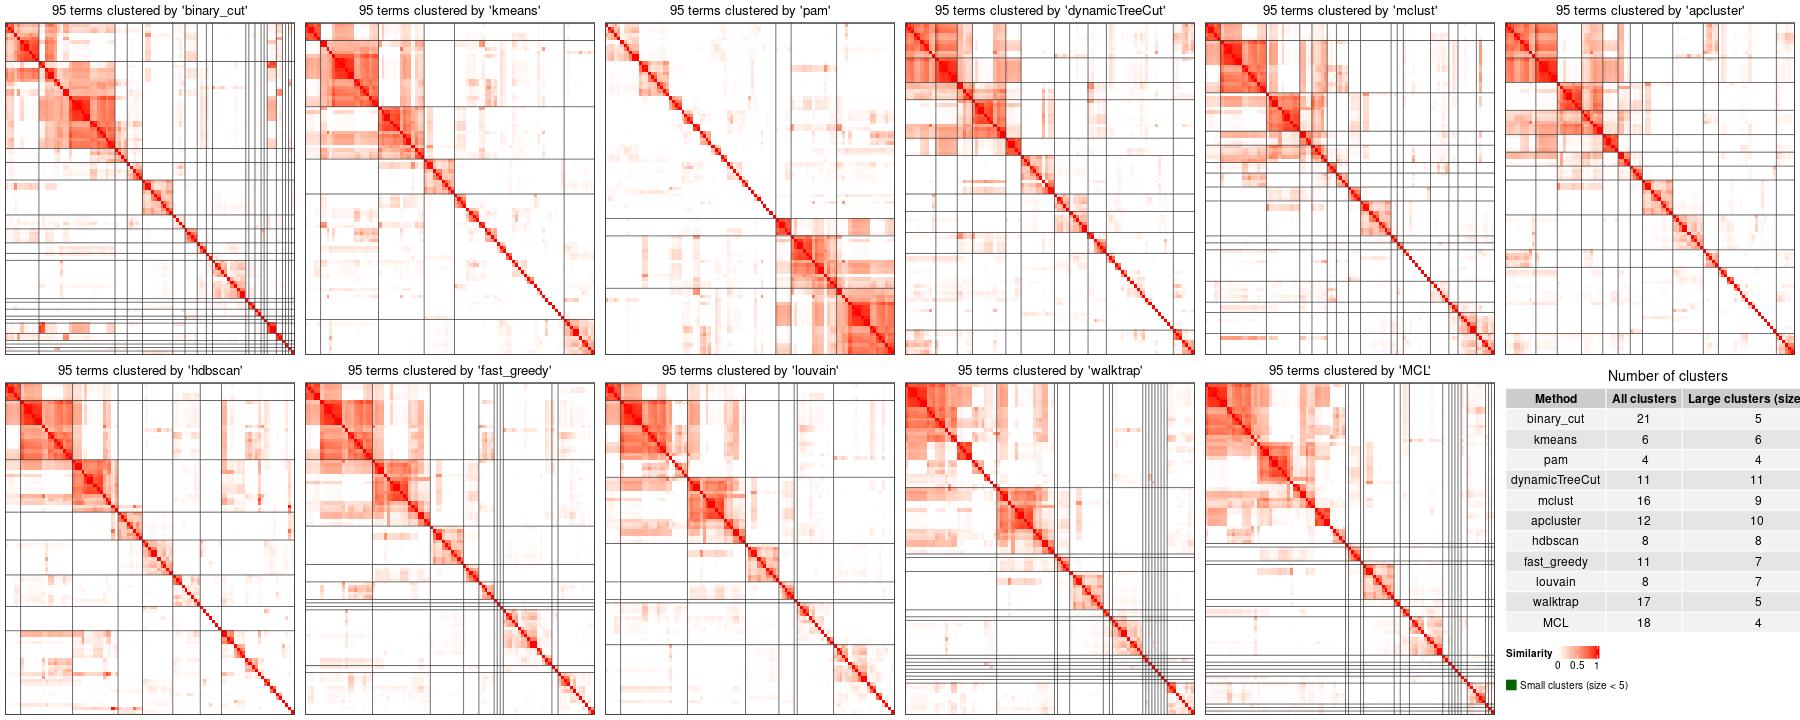 95 terms clustered by 'binary_cut'
95 terms clustered by 'kmeans'
95 terms clustered by 'pam'
95 terms clustered by 'dynamicTreeCut'
95 terms clustered by 'mclust'
95 terms clustered by 'apcluster'
95 terms clustered by 'hdbscan'
95 terms clustered by 'fast_greedy'
95 terms clustered by 'louvain'
95 terms clustered by 'walktrap'
95 terms clustered by 'MCL'
Number of clusters
Method All clusters Large clusters (size
binary_cut 21 5
kmeans 6 6
pam 4 4
dynamicTreeCut 11 11
mclust 16 9
apcluster 12 10
hdbscan 8 8
fast_greedy 11 7
louvain 8 7
walktrap 17 5
MCL 18 4
Similarity
0 0.5 1
Small clusters (size < 5)